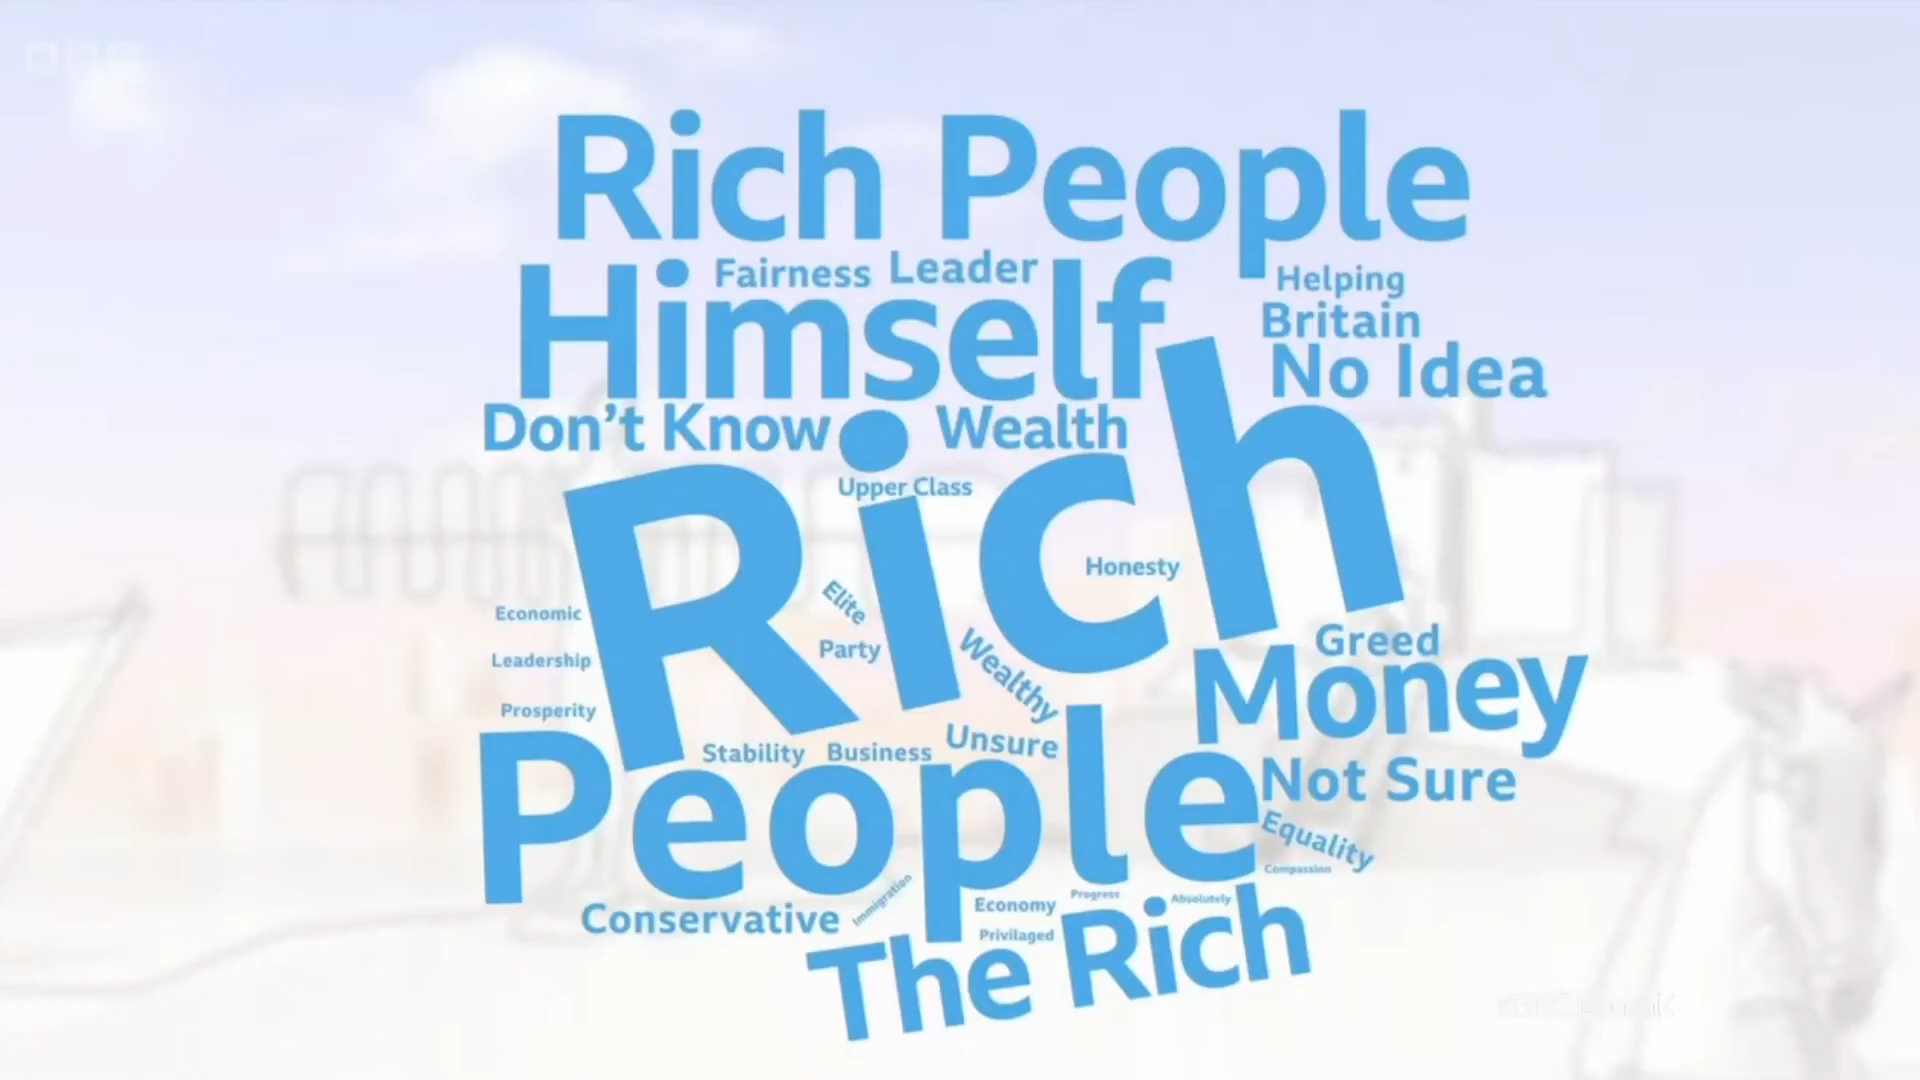 BBC
Rich People
Fairness Leader
Himself
Helping
Britain
No Idea
Don't Know
Wealth
Rich
Upper Class
Honesty
Economic
Elite
Leadership
Party
Wealthy
Greed
Money
Prosperity
Stability
Business
Unsure
People
Not Sure
Equality
Compassion
Conservative
Immigration
Economy
Progress
Absolutely
Privilaged
The Rich